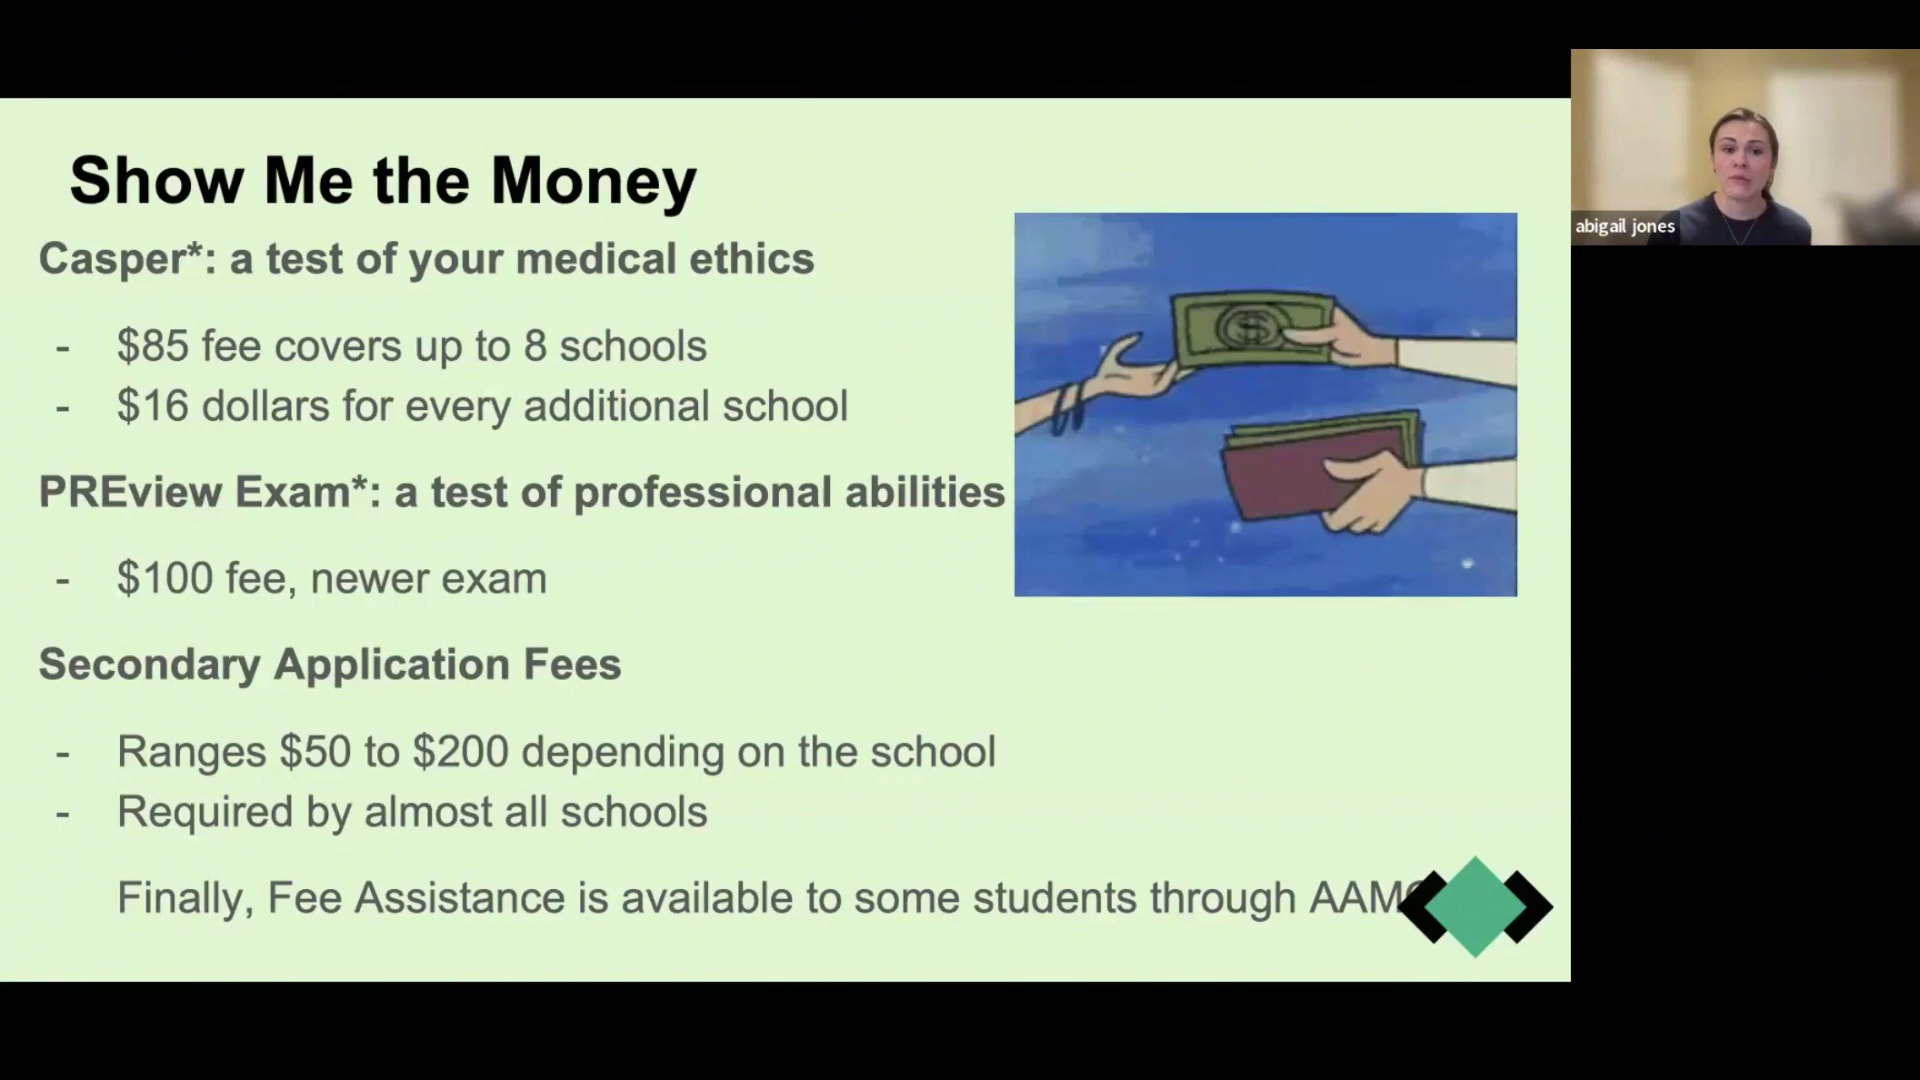 Show Me the Money
Casper*: a test of your medical ethics
- $85 fee covers up to 8 schools
- $16 dollars for every additional school
PREview Exam*: a test of professional abilities
- $100 fee, newer exam
Secondary Application Fees
- Ranges $50 to $200 depending on the school
- Required by almost all schools
Finally, Fee Assistance is available to some students through AAMC
abigail jones